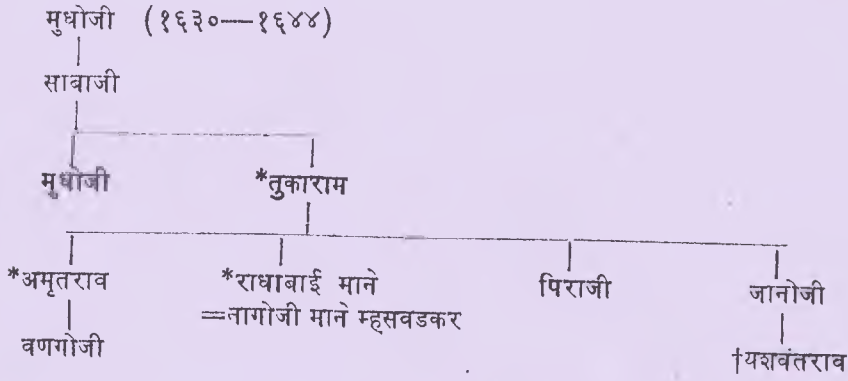 मुधोजी (१६३०—१६४४)
साबाजी
मुधोजी *तुकाराम
*अमृतराव *राधाबाई माने पिराजी जानोजी
=नागोजी माने म्हसवडकर
वणगोजी †यशवंतराव